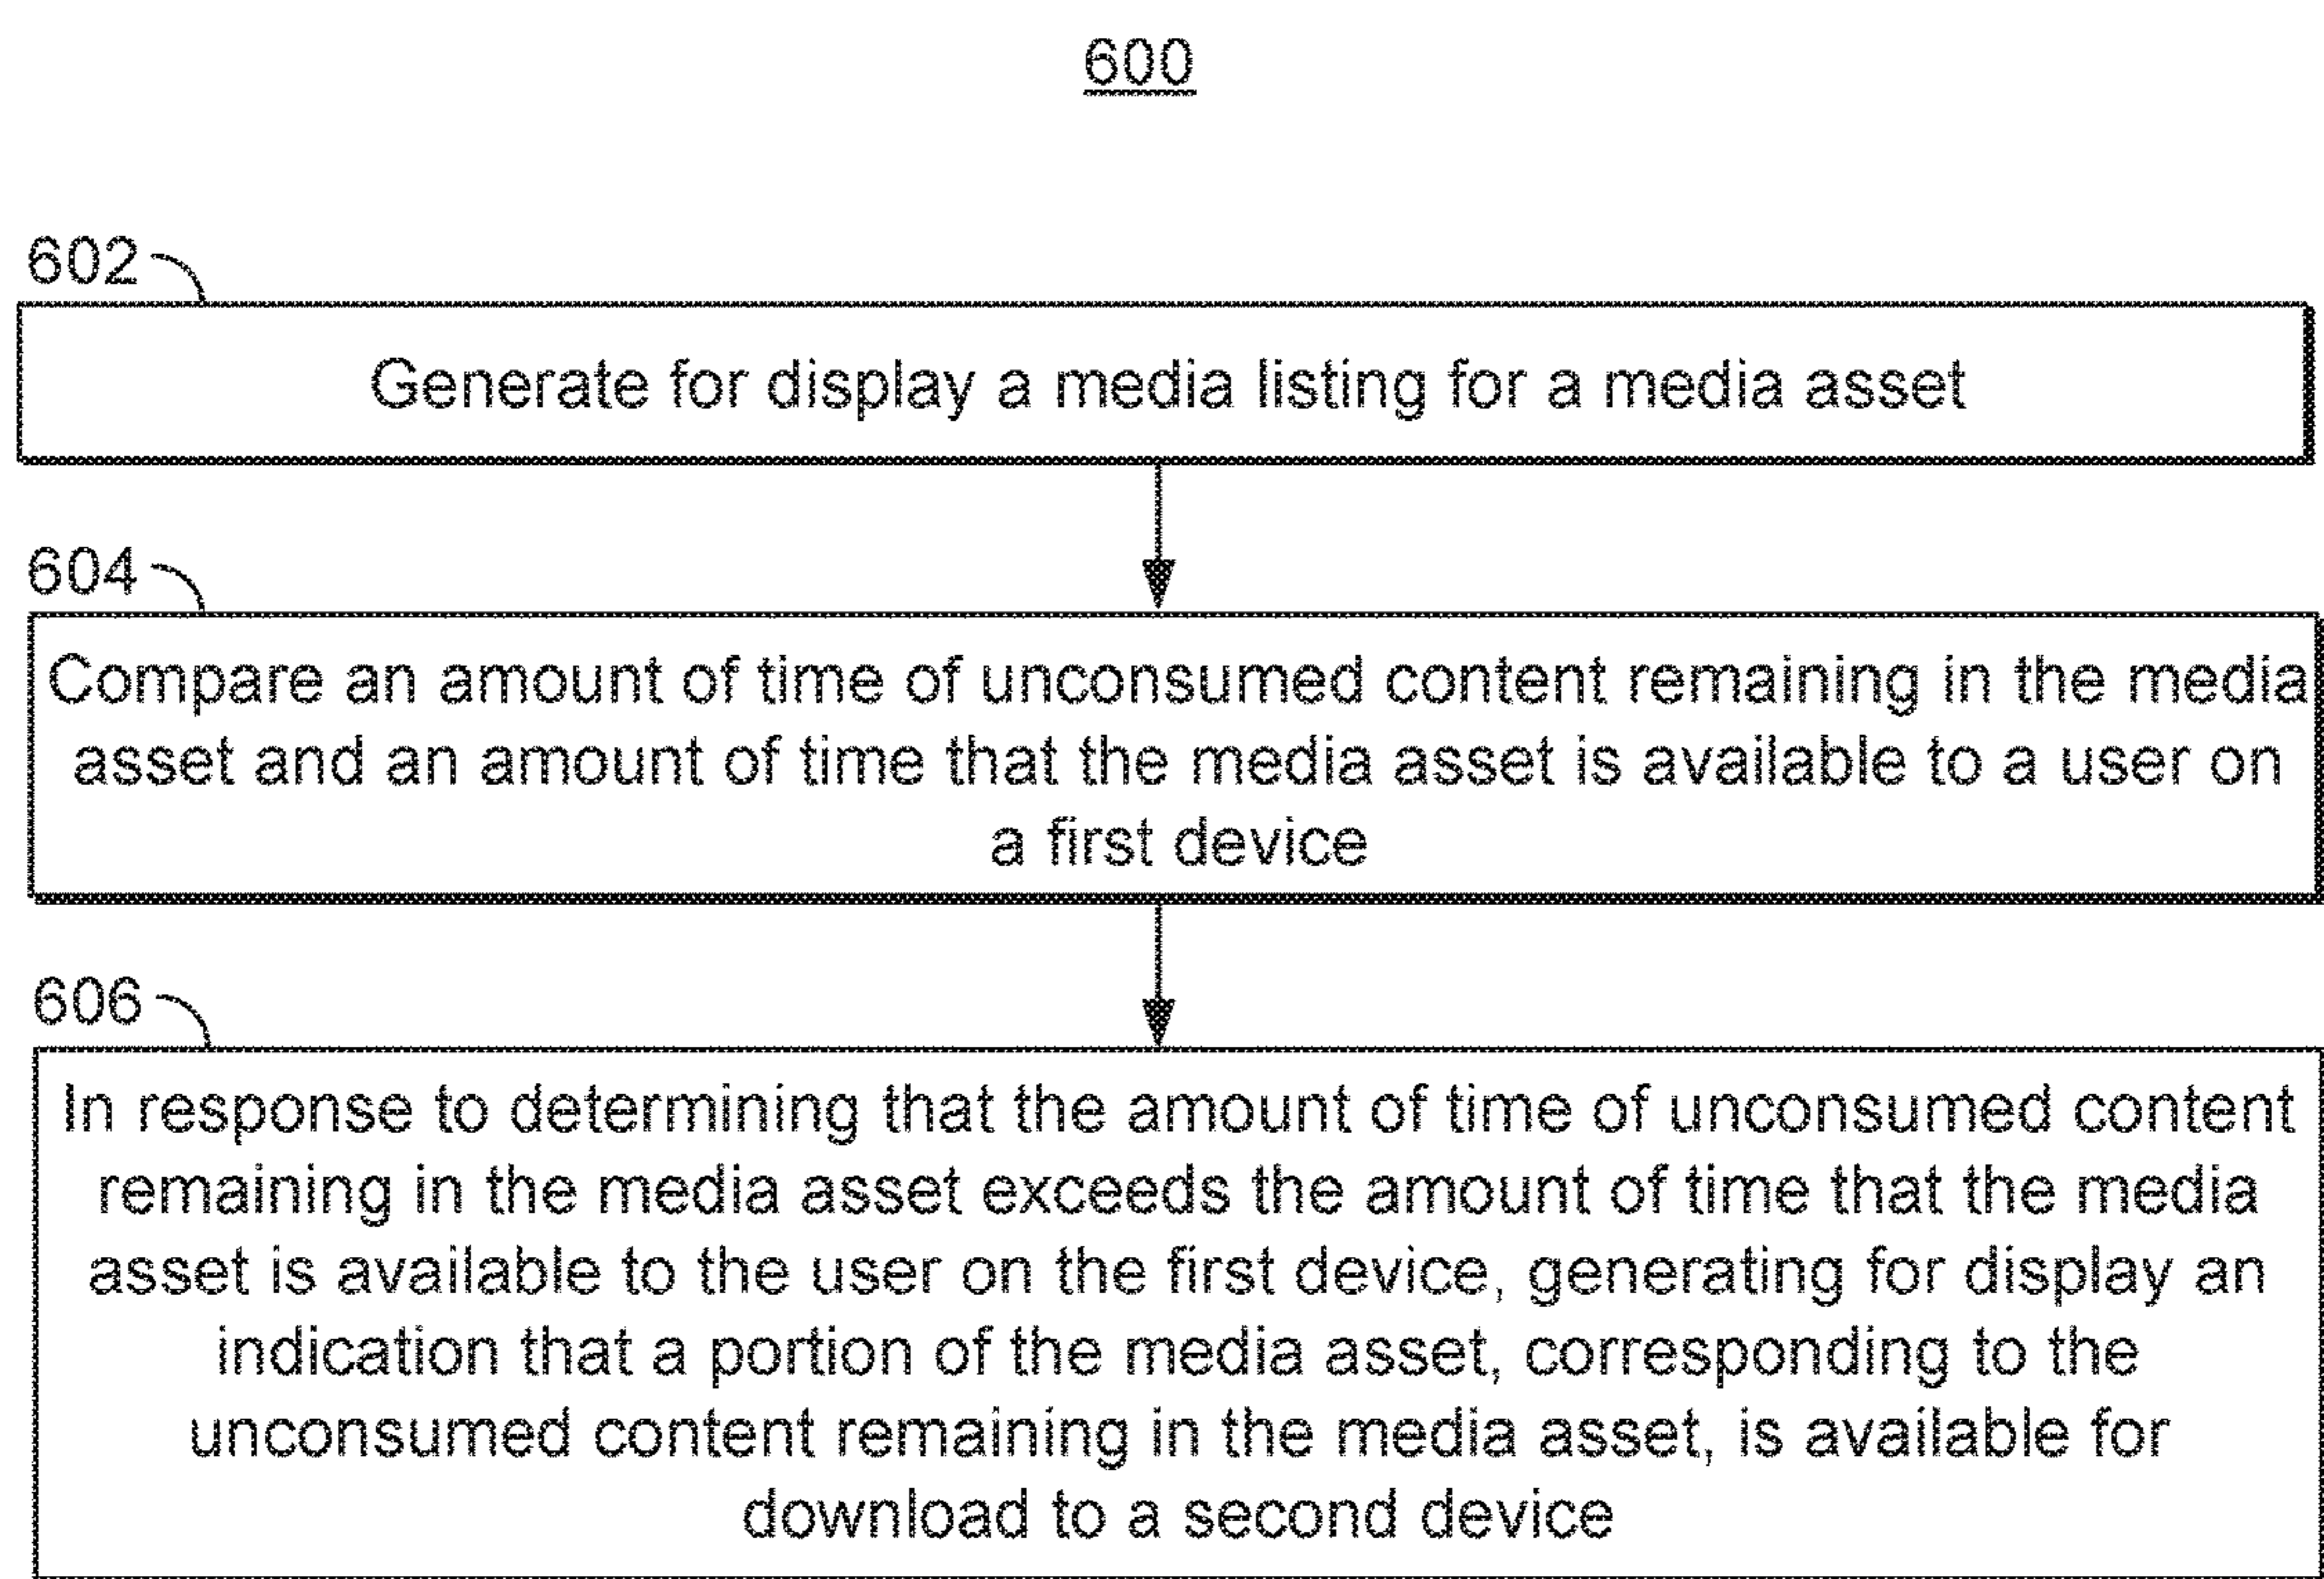 600
602
Generate for display a media listing for a media asset
604
Compare an amount of time of unconsumed content remaining in the media
asset and an amount of time that the media asset is available to a user on
a first device
606
In response to determining that the amount of time of unconsumed content
remaining in the media asset exceeds the amount of time that the media
asset is available to the user on the first device, generating for display an
indication that a portion of the media asset, corresponding to the
unconsumed content remaining in the media asset, is available for
download to a second device